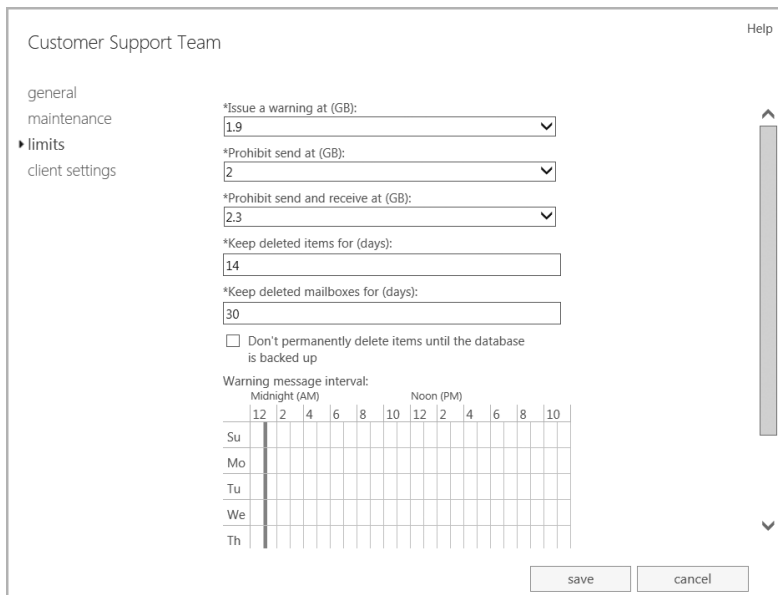 Help
Customer Support Team
general
maintenance
limits
client settings
*Issue a warning at (GB):
1.9
*Prohibit send at (GB):
2
*Prohibit send and receive at (GB):
2.3
*Keep deleted items for (days):
14
*Keep deleted mailboxes for (days):
30
Don't permanently delete items until the database
is backed up
Warning message interval:
Midnight (AM) Noon (PM)
12 2 4 6 8 10 12 2 4 6 8 10
Su
Mo
Tu
We
Th
save cancel